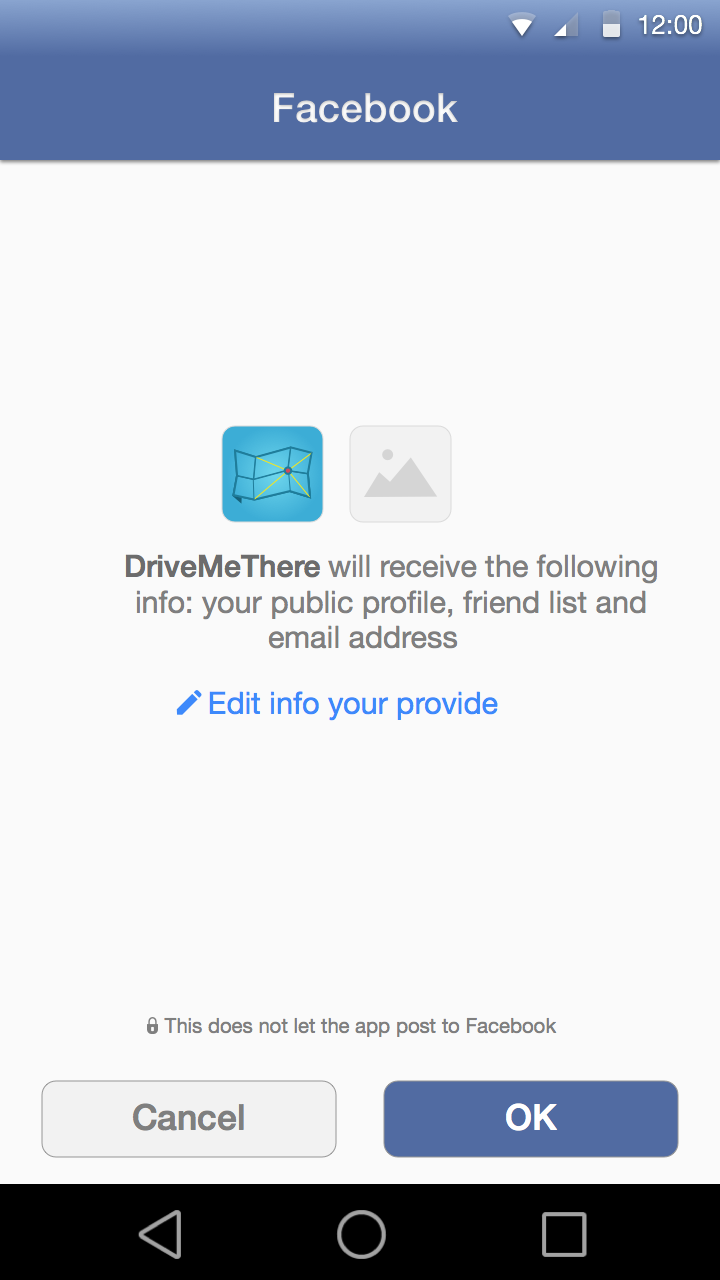 12:00
Facebook
DriveMeThere will receive the following
info: your public profile, friend list and
email address
Edit info your provide
This does not let the app post to Facebook
Cancel
OK